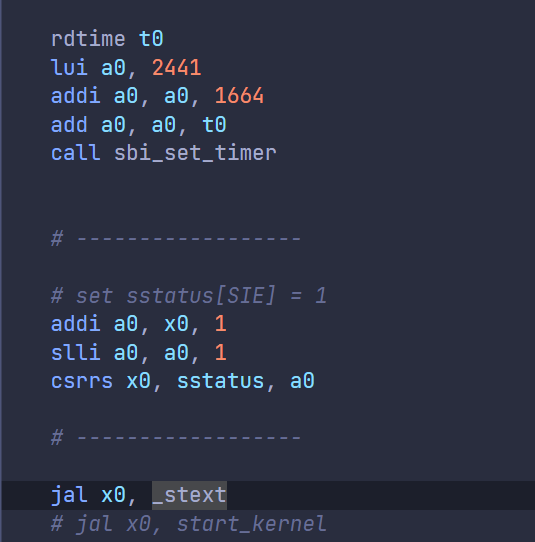 rdtime t0
lui a0, 2441
addi a0, a0, 1664
add a0, a0, t0
call sbi_set_timer
# ------------------
# set sstatus[SIE] = 1
addi a0, x0, 1
slli a0, a0, 1
csrrs x0, sstatus, a0
# ------------------
jal x0, _stext
# jal x0, start_kernel